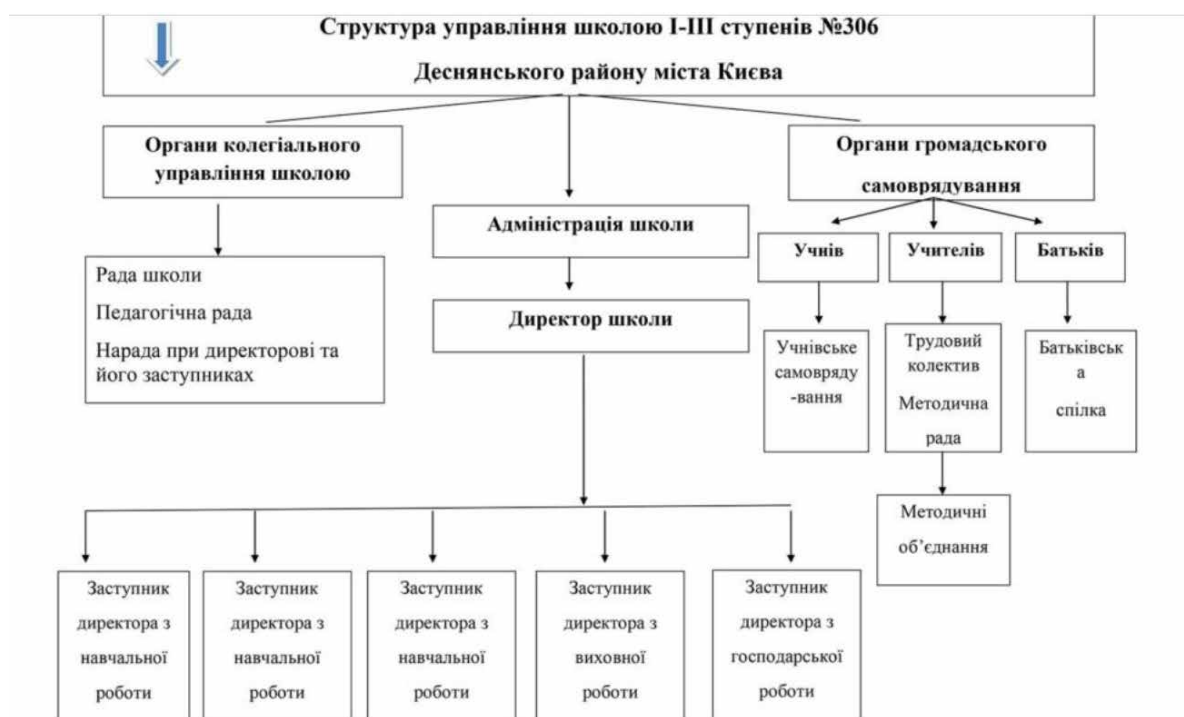 Структура управління школою І-ІІІ ступенів №306
Деснянського району міста Києва
Органи колегіального
управління школою
Органи громадського
самоврядування
Адміністрація школи
Учнів
Учителів
Батьків
Рада школи
Педагогічна рада
Нарада при директорові та
його заступниках
Директор школи
Учнівське
самовряду
-вання
Трудовий
колектив
Методична
рада
Батьківськ
а
спілка
Методичні
об’єднання
Заступник
директора з
навчальної
роботи
Заступник
директора з
навчальної
роботи
Заступник
директора з
навчальної
роботи
Заступник
директора з
виховної
роботи
Заступник
директора з
господарської
роботи